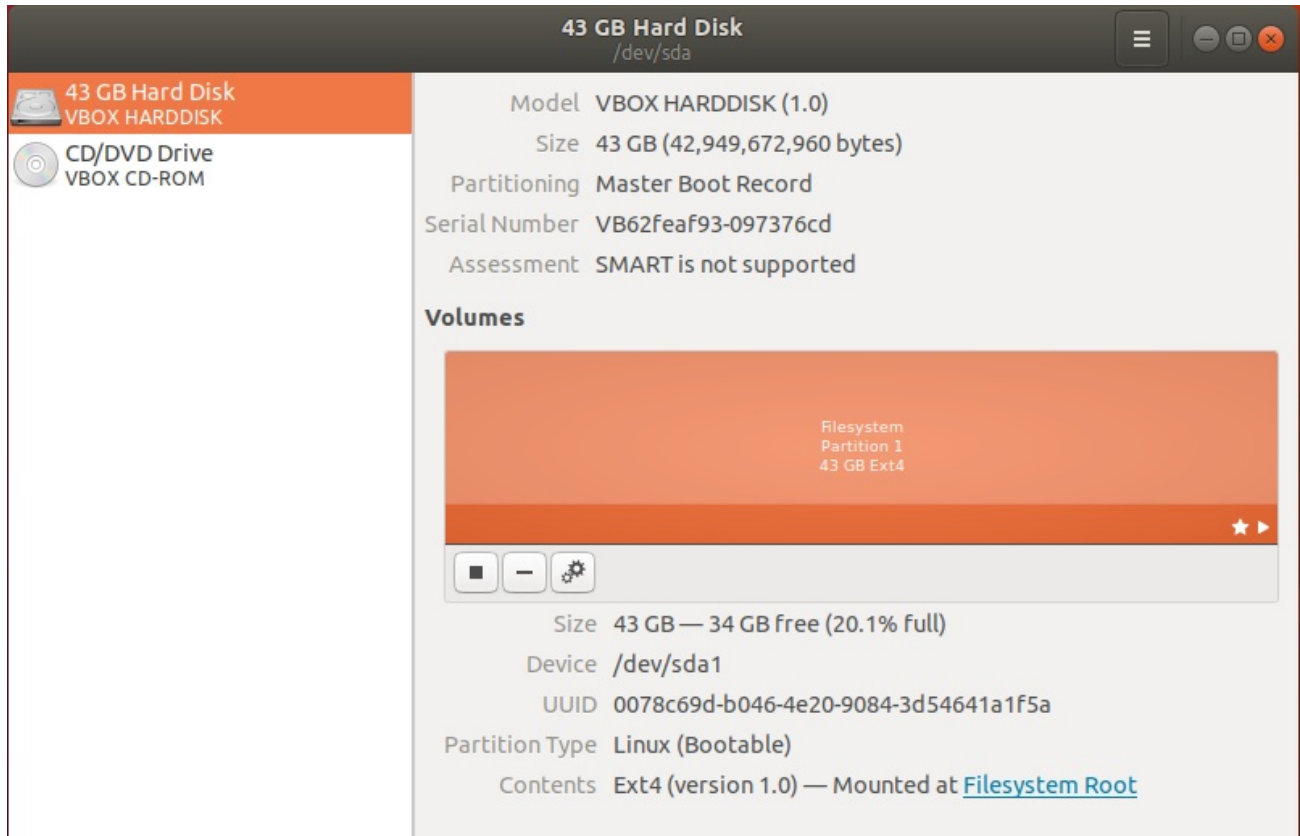 43 GB Hard Disk
/dev/sda
43 GB Hard Disk
VBOX HARDDISK
CD/DVD Drive
VBOX CD-ROM
Model VBOX HARDDISK (1.0)
Size 43 GB (42,949,672,960 bytes)
Partitioning Master Boot Record
Serial Number VB62feaf93-097376cd
Assessment SMART is not supported
Volumes
Filesystem
Partition 1
43 GB Ext4
Size 43 GB — 34 GB free (20.1% full)
Device /dev/sda1
UUID 0078c69d-b046-4e20-9084-3d54641a1f5a
Partition Type Linux (Bootable)
Contents Ext4 (version 1.0) — Mounted at Filesystem Root